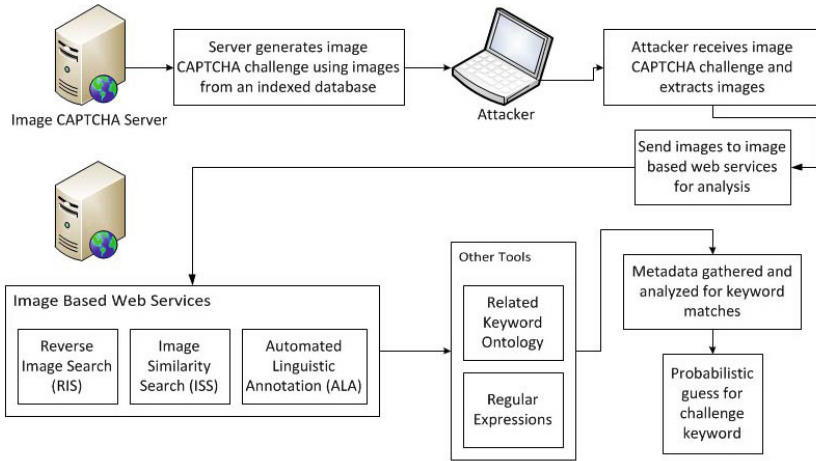 Image CAPTCHA Server
Server generates image
CAPTCHA challenge using images
from an indexed database
Attacker
Attacker receives image
CAPTCHA challenge and
extracts images
Send images to image
based web services
for analysis
Image Based Web Services
Reverse
Image Search
(RIS)
Image
Similarity
Search (ISS)
Automated
Linguistic
Annotation (ALA)
Other Tools
Related
Keyword
Ontology
Regular
Expressions
Metadata gathered and
analyzed for keyword
matches
Probabilistic
guess for
challenge
keyword